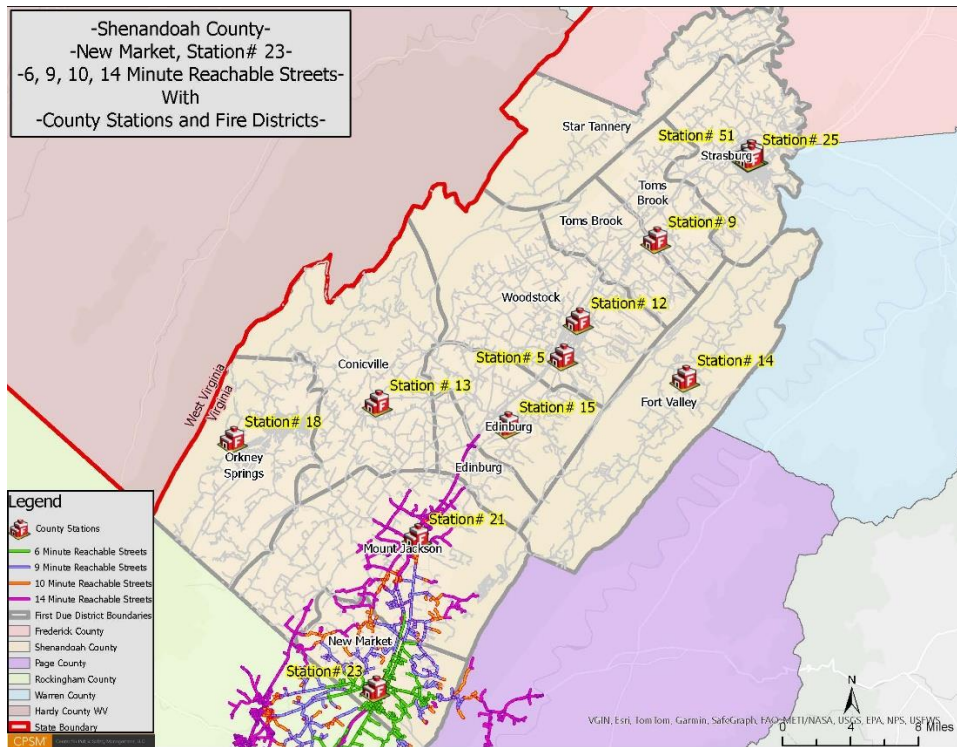 -Shenandoah County-
-New Market, Station# 23-
-6, 9, 10, 14 Minute Reachable Streets-
With
-County Stations and Fire Districts-
Star Tannery
Station# 51
Station# 25
Strasburg
Toms
Brook
Toms Brook
Station# 9
Woodstock
Station# 12
Station# 5
Station# 14
Fort Valley
Conicville
Station# 13
West Virginia
Virginia
Station# 18
Orkney
Springs
Station# 15
Edinburg
Edinburg
Station# 21
Mount Jackson
New Market
Station# 23
Legend
County Stations
6 Minute Reachable Streets
9 Minute Reachable Streets
10 Minute Reachable Streets
14 Minute Reachable Streets
First Due District Boundaries
Frederick County
Shenandoah County
Page County
Rockingham County
Warren County
Hardy County WV
State Boundary
CPSM
N
VGIN, Esri, TomTom, Garmin, SafeGraph, FAO, METI/NASA, USGS, EPA, NPS, USFWS
0 4 8 Miles